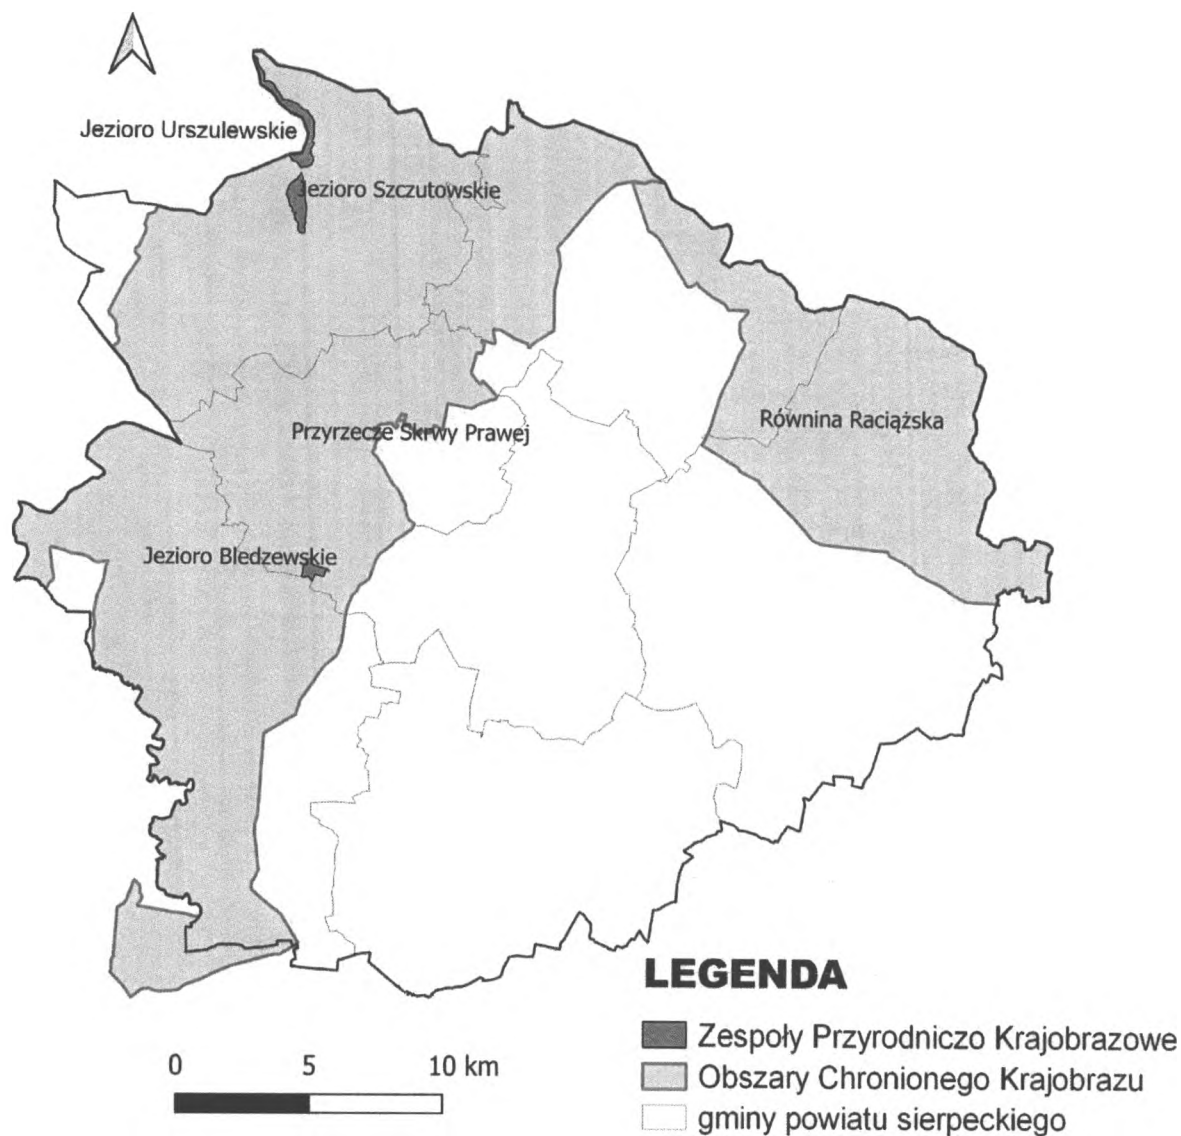 Jezioro Urszulewskie
Jezioro Szczutowskie
Przyrzecze Skrwy Prawej
Równina Raciążska
Jezioro Bledzewskie
LEGENDA
0 5 10 km
Zespoły Przyrodniczo Krajobrazowe
Obszary Chronionego Krajobrazu
gminy powiatu sierpeckiego